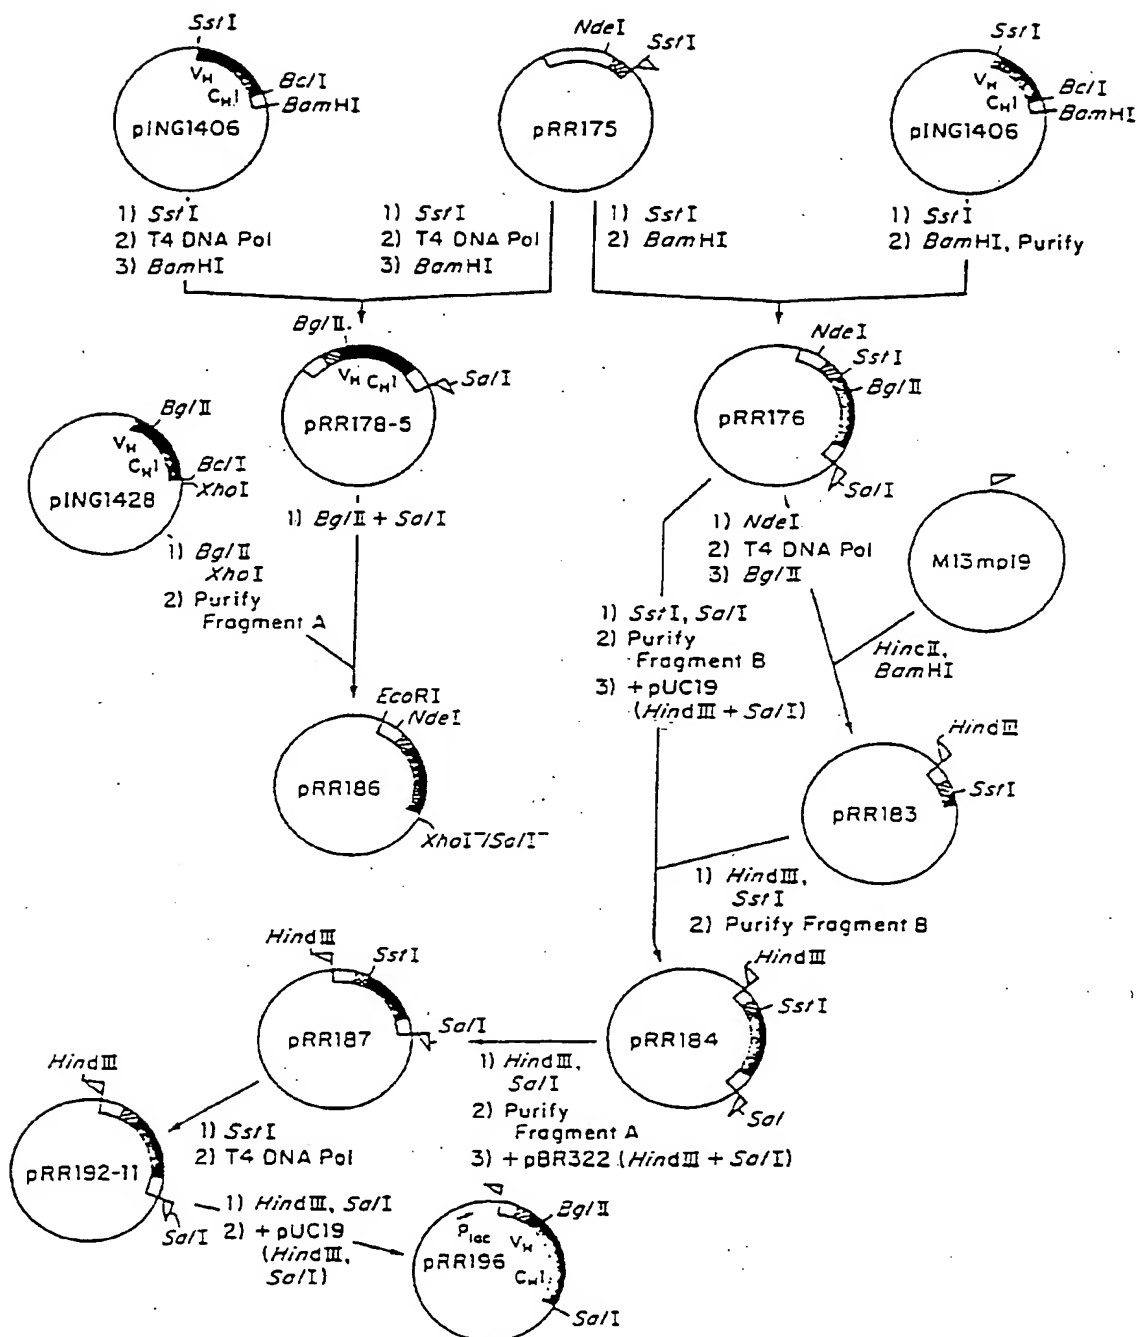 SstI
VH
CH1
BclI
BamHI
pING1406
NdeI
SstI
pRR175
SstI
VH
CH1
BclI
BamHI
pING1406
1) SstI
2) T4 DNA Pol
3) BamHI
1) SstI
2) T4 DNA Pol
3) BamHI
1) SstI
2) BamHI
1) SstI
2) BamHI, Purify
BglII
VH CH1
SalI
pRR178-5
NdeI
SstI
BglII
pRR176
SalI
BglII
VH
CH1
BclI
XhoI
pING1428
1) BglII
XhoI
2) Purify
Fragment A
1) BglII + SalI
1) NdeI
2) T4 DNA Pol
3) BglII
M13mp19
1) SstI, SalI
2) Purify
Fragment B
3) +pUC19
(HindIII + SalI)
HincII,
BamHI
EcoRI
NdeI
pRR186
XhoI⁻/SalI⁻
HindIII
SstI
pRR183
1) HindIII,
SstI
2) Purify Fragment B
HindIII
SstI
pRR187
SalI
HindIII
SstI
pRR184
Sal
1) HindIII,
SalI
2) Purify
Fragment A
3) +pBR322 (HindIII + SalI)
HindIII
pRR192-11
SalI
1) SstI
2) T4 DNA Pol
1) HindIII, SalI
2) +pUC19
(HindIII,
SalI)
Plac
BglII
VH
pRR196
CH1
SalI